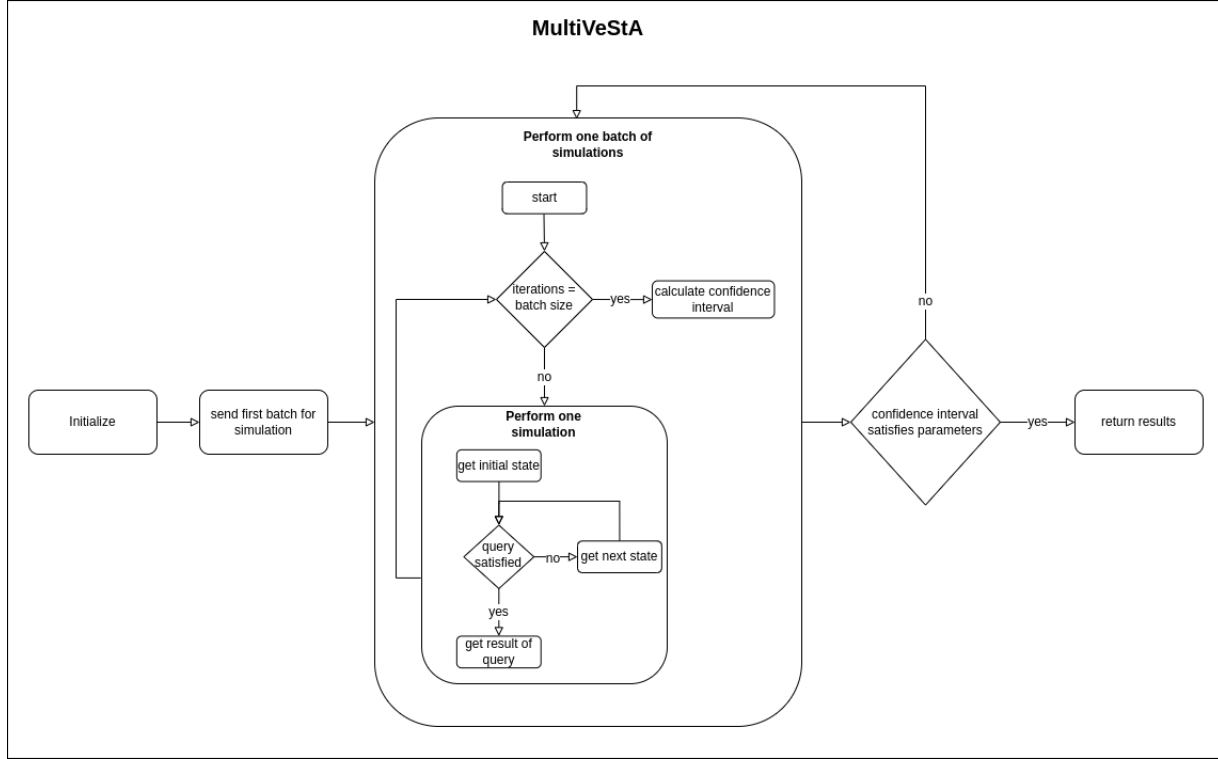 MultiVeStA
Perform one batch of
simulations
start
iterations =
batch size
yes
calculate confidence
interval
no
no
Initialize
send first batch for
simulation
Perform one
simulation
get initial state
query
satisfied
no
get next state
yes
get result of
query
confidence interval
satisfies parameters
yes
return results